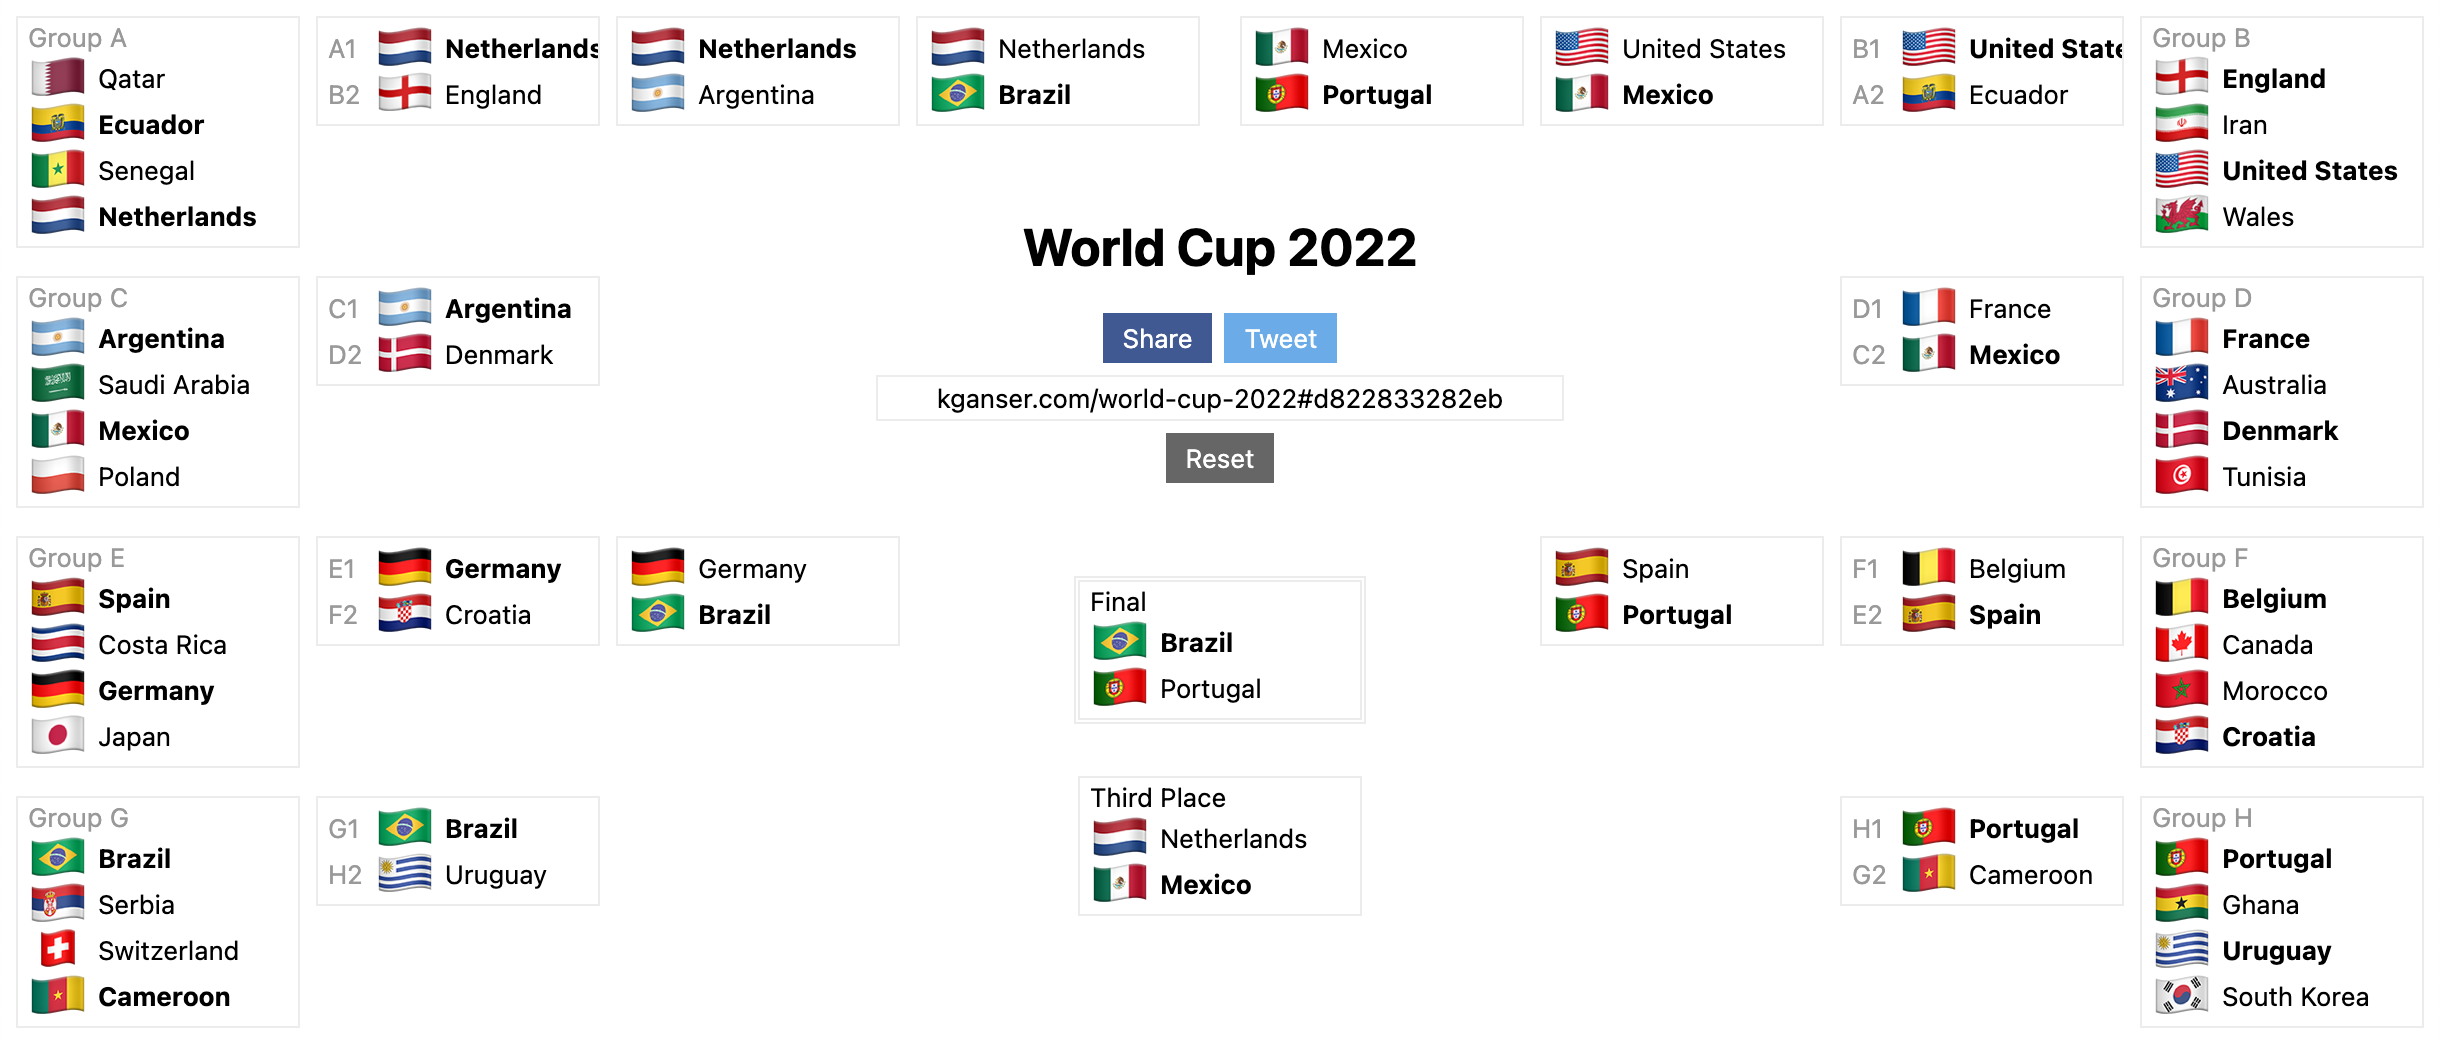 Group A
Qatar
Ecuador
Senegal
Netherlands
A1 Netherlands
B2 England
Netherlands
Argentina
Netherlands
Brazil
Mexico
Portugal
United States
Mexico
B1 United State
A2 Ecuador
Group B
England
Iran
United States
Wales
World Cup 2022
Share
Tweet
kganser.com/world-cup-2022#d822833282eb
Reset
Group C
Argentina
Saudi Arabia
Mexico
Poland
C1 Argentina
D2 Denmark
D1 France
C2 Mexico
Group D
France
Australia
Denmark
Tunisia
Group E
Spain
Costa Rica
Germany
Japan
E1 Germany
F2 Croatia
Germany
Brazil
Final
Brazil
Portugal
Spain
Portugal
F1 Belgium
E2 Spain
Group F
Belgium
Canada
Morocco
Croatia
Group G
Brazil
Serbia
Switzerland
Cameroon
G1 Brazil
H2 Uruguay
Third Place
Netherlands
Mexico
H1 Portugal
G2 Cameroon
Group H
Portugal
Ghana
Uruguay
South Korea